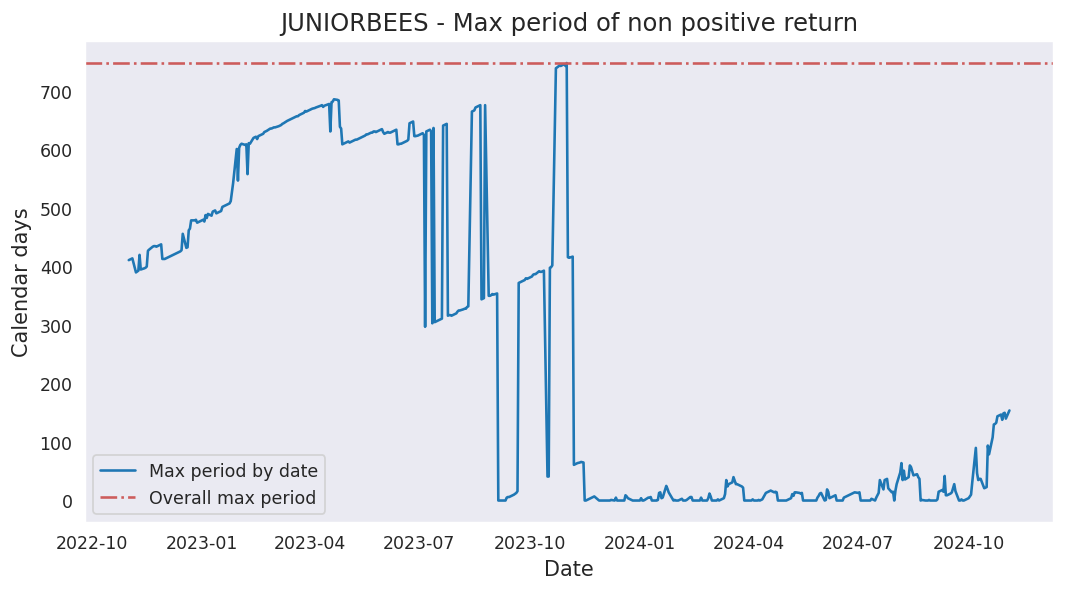 JUNIORBEES - Max period of non positive return
Calendar days
700
600
500
400
300
200
100
0
Max period by date
Overall max period
2022-10 2023-01 2023-04 2023-07 2023-10 2024-01 2024-04 2024-07 2024-10
Date